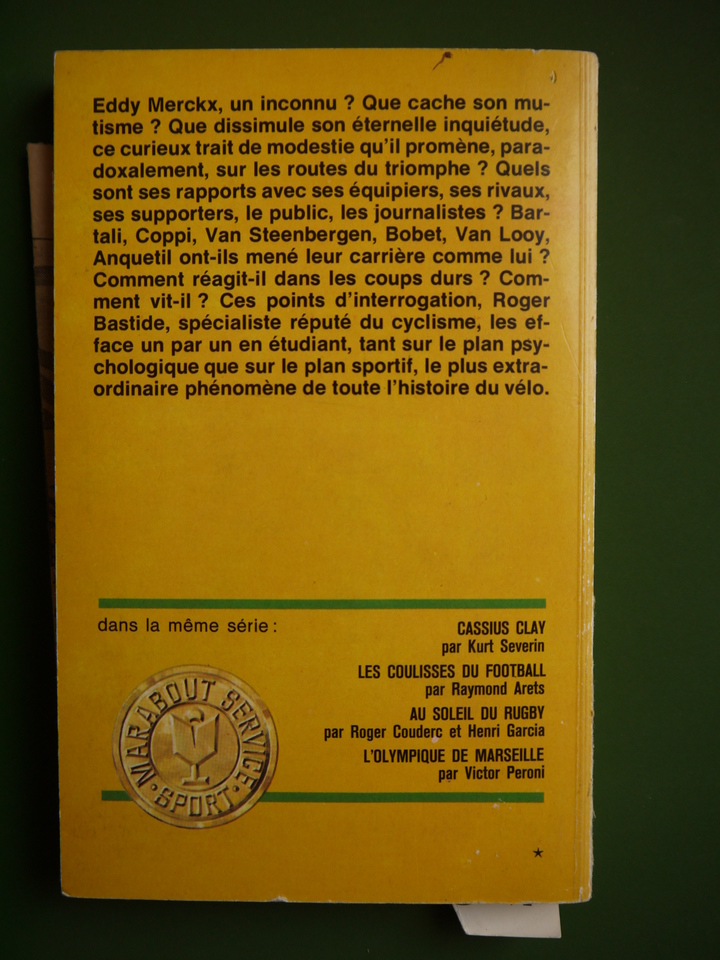 Eddy Merckx, un inconnu ? Que cache son mu-
tisme ? Que dissimule son éternelle inquiétude,
ce curieux trait de modestie qu'il promène, para-
doxalement, sur les routes du triomphe ? Quels
sont ses rapports avec ses équipiers, ses rivaux,
ses supporters, le public, les journalistes ? Bar-
tali, Coppi, Van Steenbergen, Bobet, Van Looy,
Anquetil ont-ils mené leur carrière comme lui ?
Comment réagit-il dans les coups durs ? Com-
ment vit-il ? Ces points d'interrogation, Roger
Bastide, spécialiste réputé du cyclisme, les ef-
face un par un en étudiant, tant sur le plan psy-
chologique que sur le plan sportif, le plus extra-
ordinaire phénomène de toute l'histoire du vélo.
dans la même série :
CASSIUS CLAY
par Kurt Severin
LES COULISSES DU FOOTBALL
par Raymond Arets
AU SOLEIL DU RUGBY
par Roger Couderc et Henri Garcia
L'OLYMPIQUE DE MARSEILLE
par Victor Peroni
MARABOUT SERVICE
• SPORT •
*